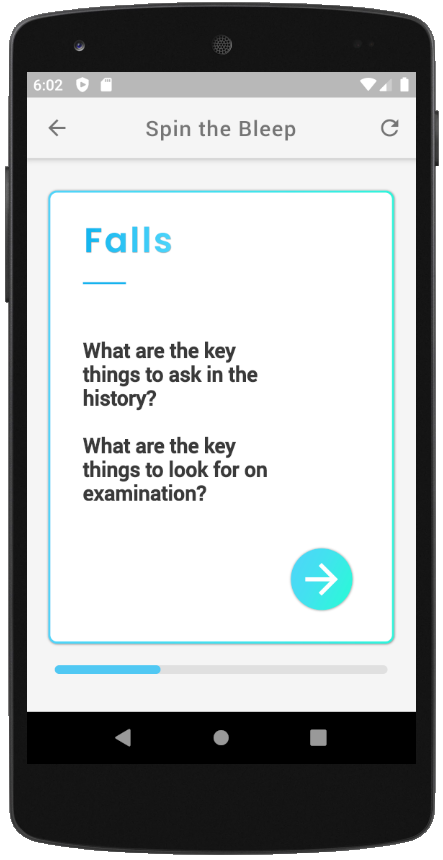 6:02
Spin the Bleep
Falls
What are the key
things to ask in the
history?
What are the key
things to look for on
examination?